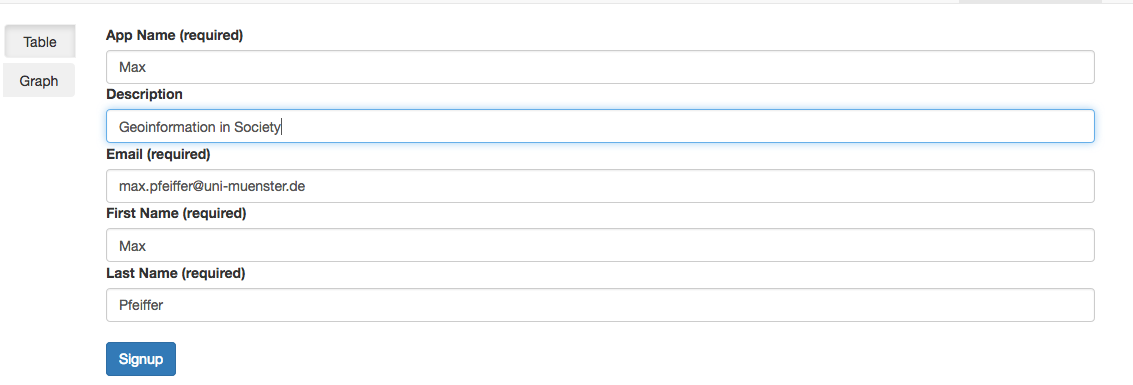 Table
Graph
App Name (required)
Max
Description
Geoinformation in Society
Email (required)
max.pfeiffer@uni-muenster.de
First Name (required)
Max
Last Name (required)
Pfeiffer
Signup